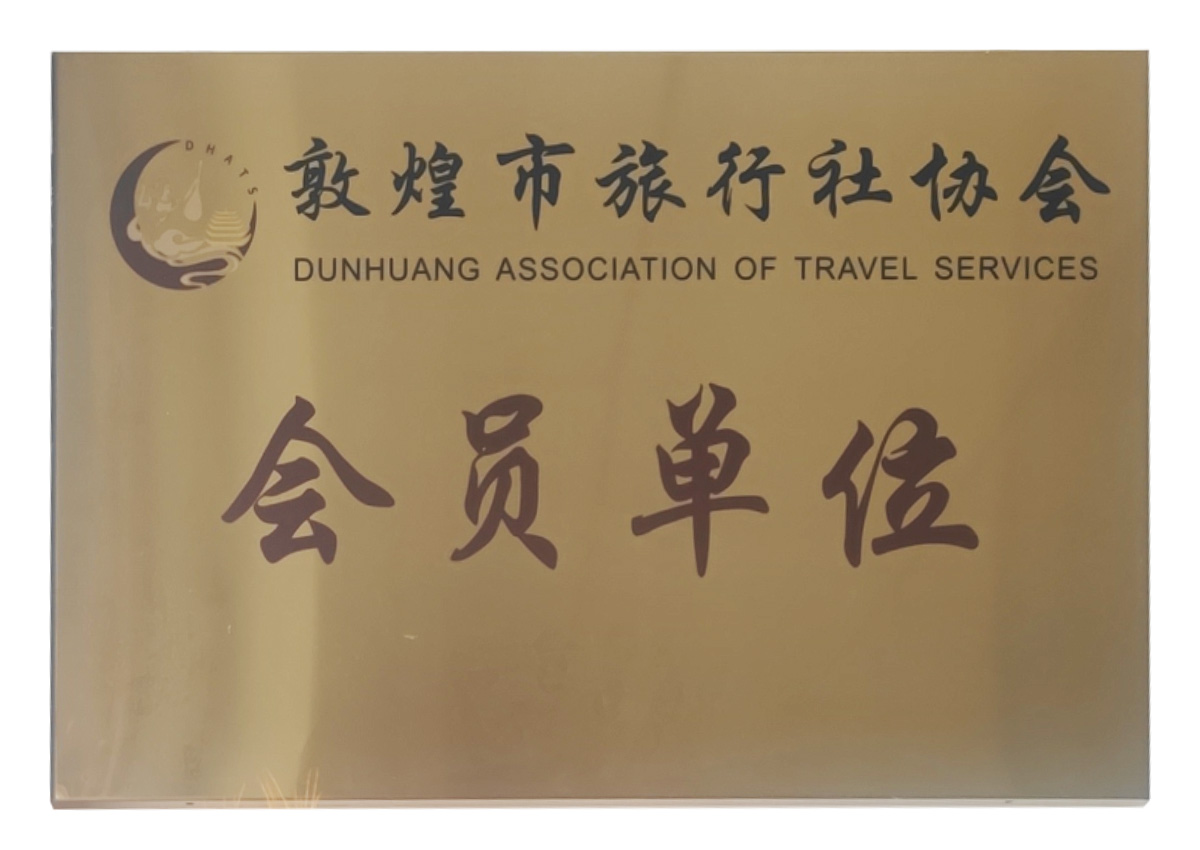 DHATS
敦煌市旅行社协会
DUNHUANG ASSOCIATION OF TRAVEL SERVICES
会员单位